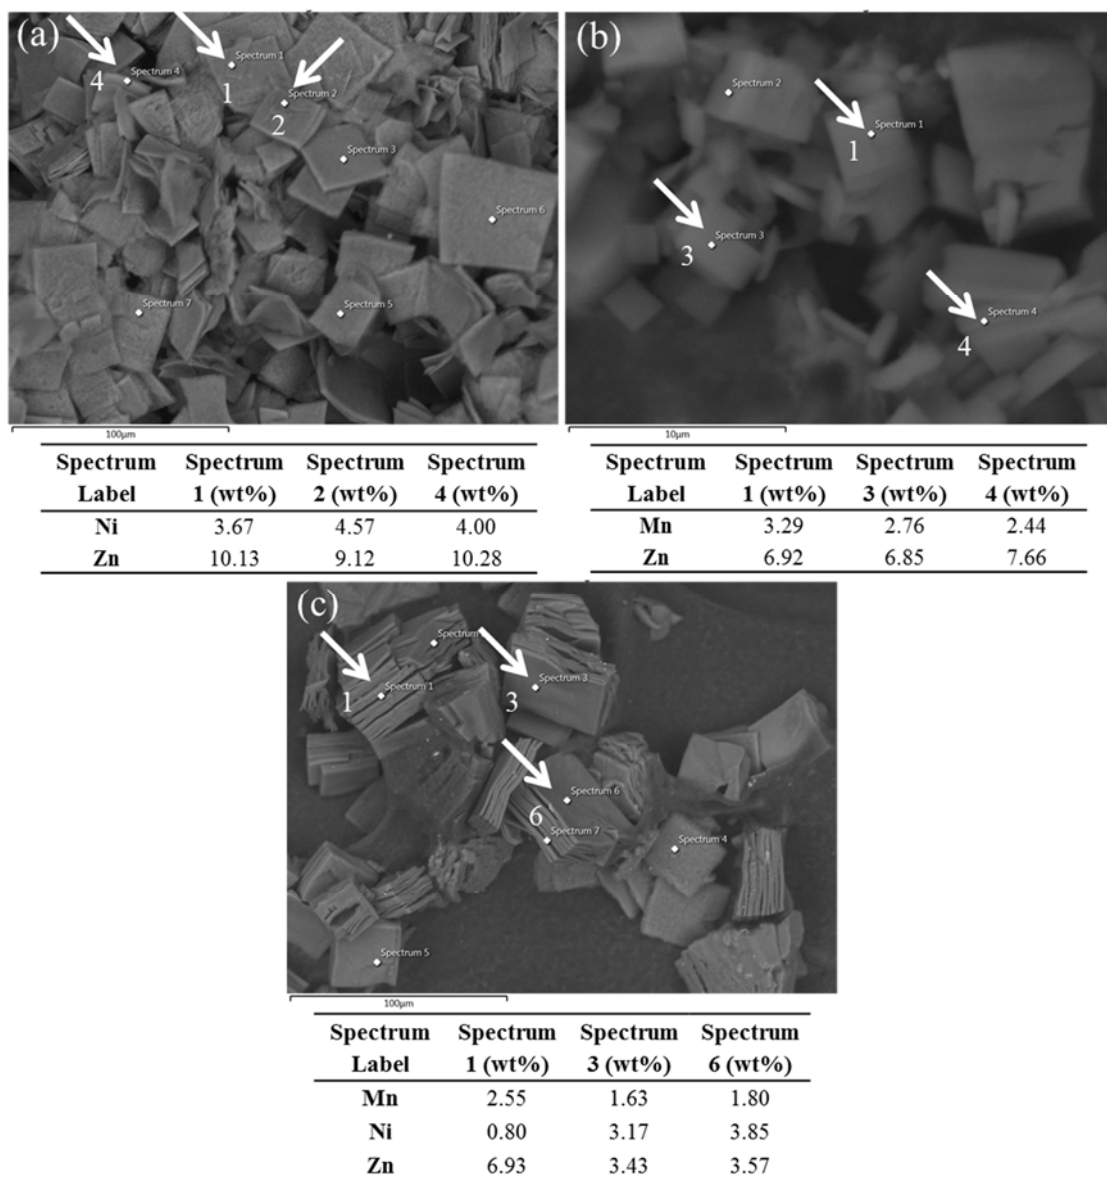 (a)
Spectrum 4
4
Spectrum 1
1
Spectrum 2
2
Spectrum 3
Spectrum 6
Spectrum 7
Spectrum 5
100µm
(b)
Spectrum 2
Spectrum 1
1
Spectrum 3
3
Spectrum 4
4
10µm
Spectrum Spectrum Spectrum Spectrum
Label 1 (wt%) 2 (wt%) 4 (wt%)
Ni 3.67 4.57 4.00
Zn 10.13 9.12 10.28
Spectrum Spectrum Spectrum Spectrum
Label 1 (wt%) 3 (wt%) 4 (wt%)
Mn 3.29 2.76 2.44
Zn 6.92 6.85 7.66
(c)
Spectrum
Spectrum 1
1
Spectrum 3
3
Spectrum 6
6
Spectrum 7
Spectrum 4
Spectrum 5
100µm
Spectrum Spectrum Spectrum Spectrum
Label 1 (wt%) 3 (wt%) 6 (wt%)
Mn 2.55 1.63 1.80
Ni 0.80 3.17 3.85
Zn 6.93 3.43 3.57